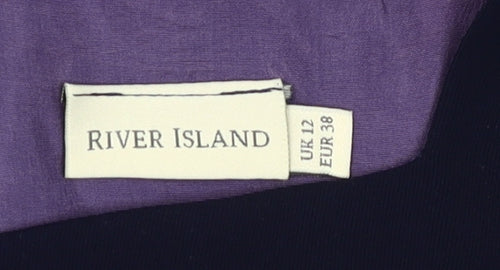 RIVER ISLAND
UK 12
EUR 38